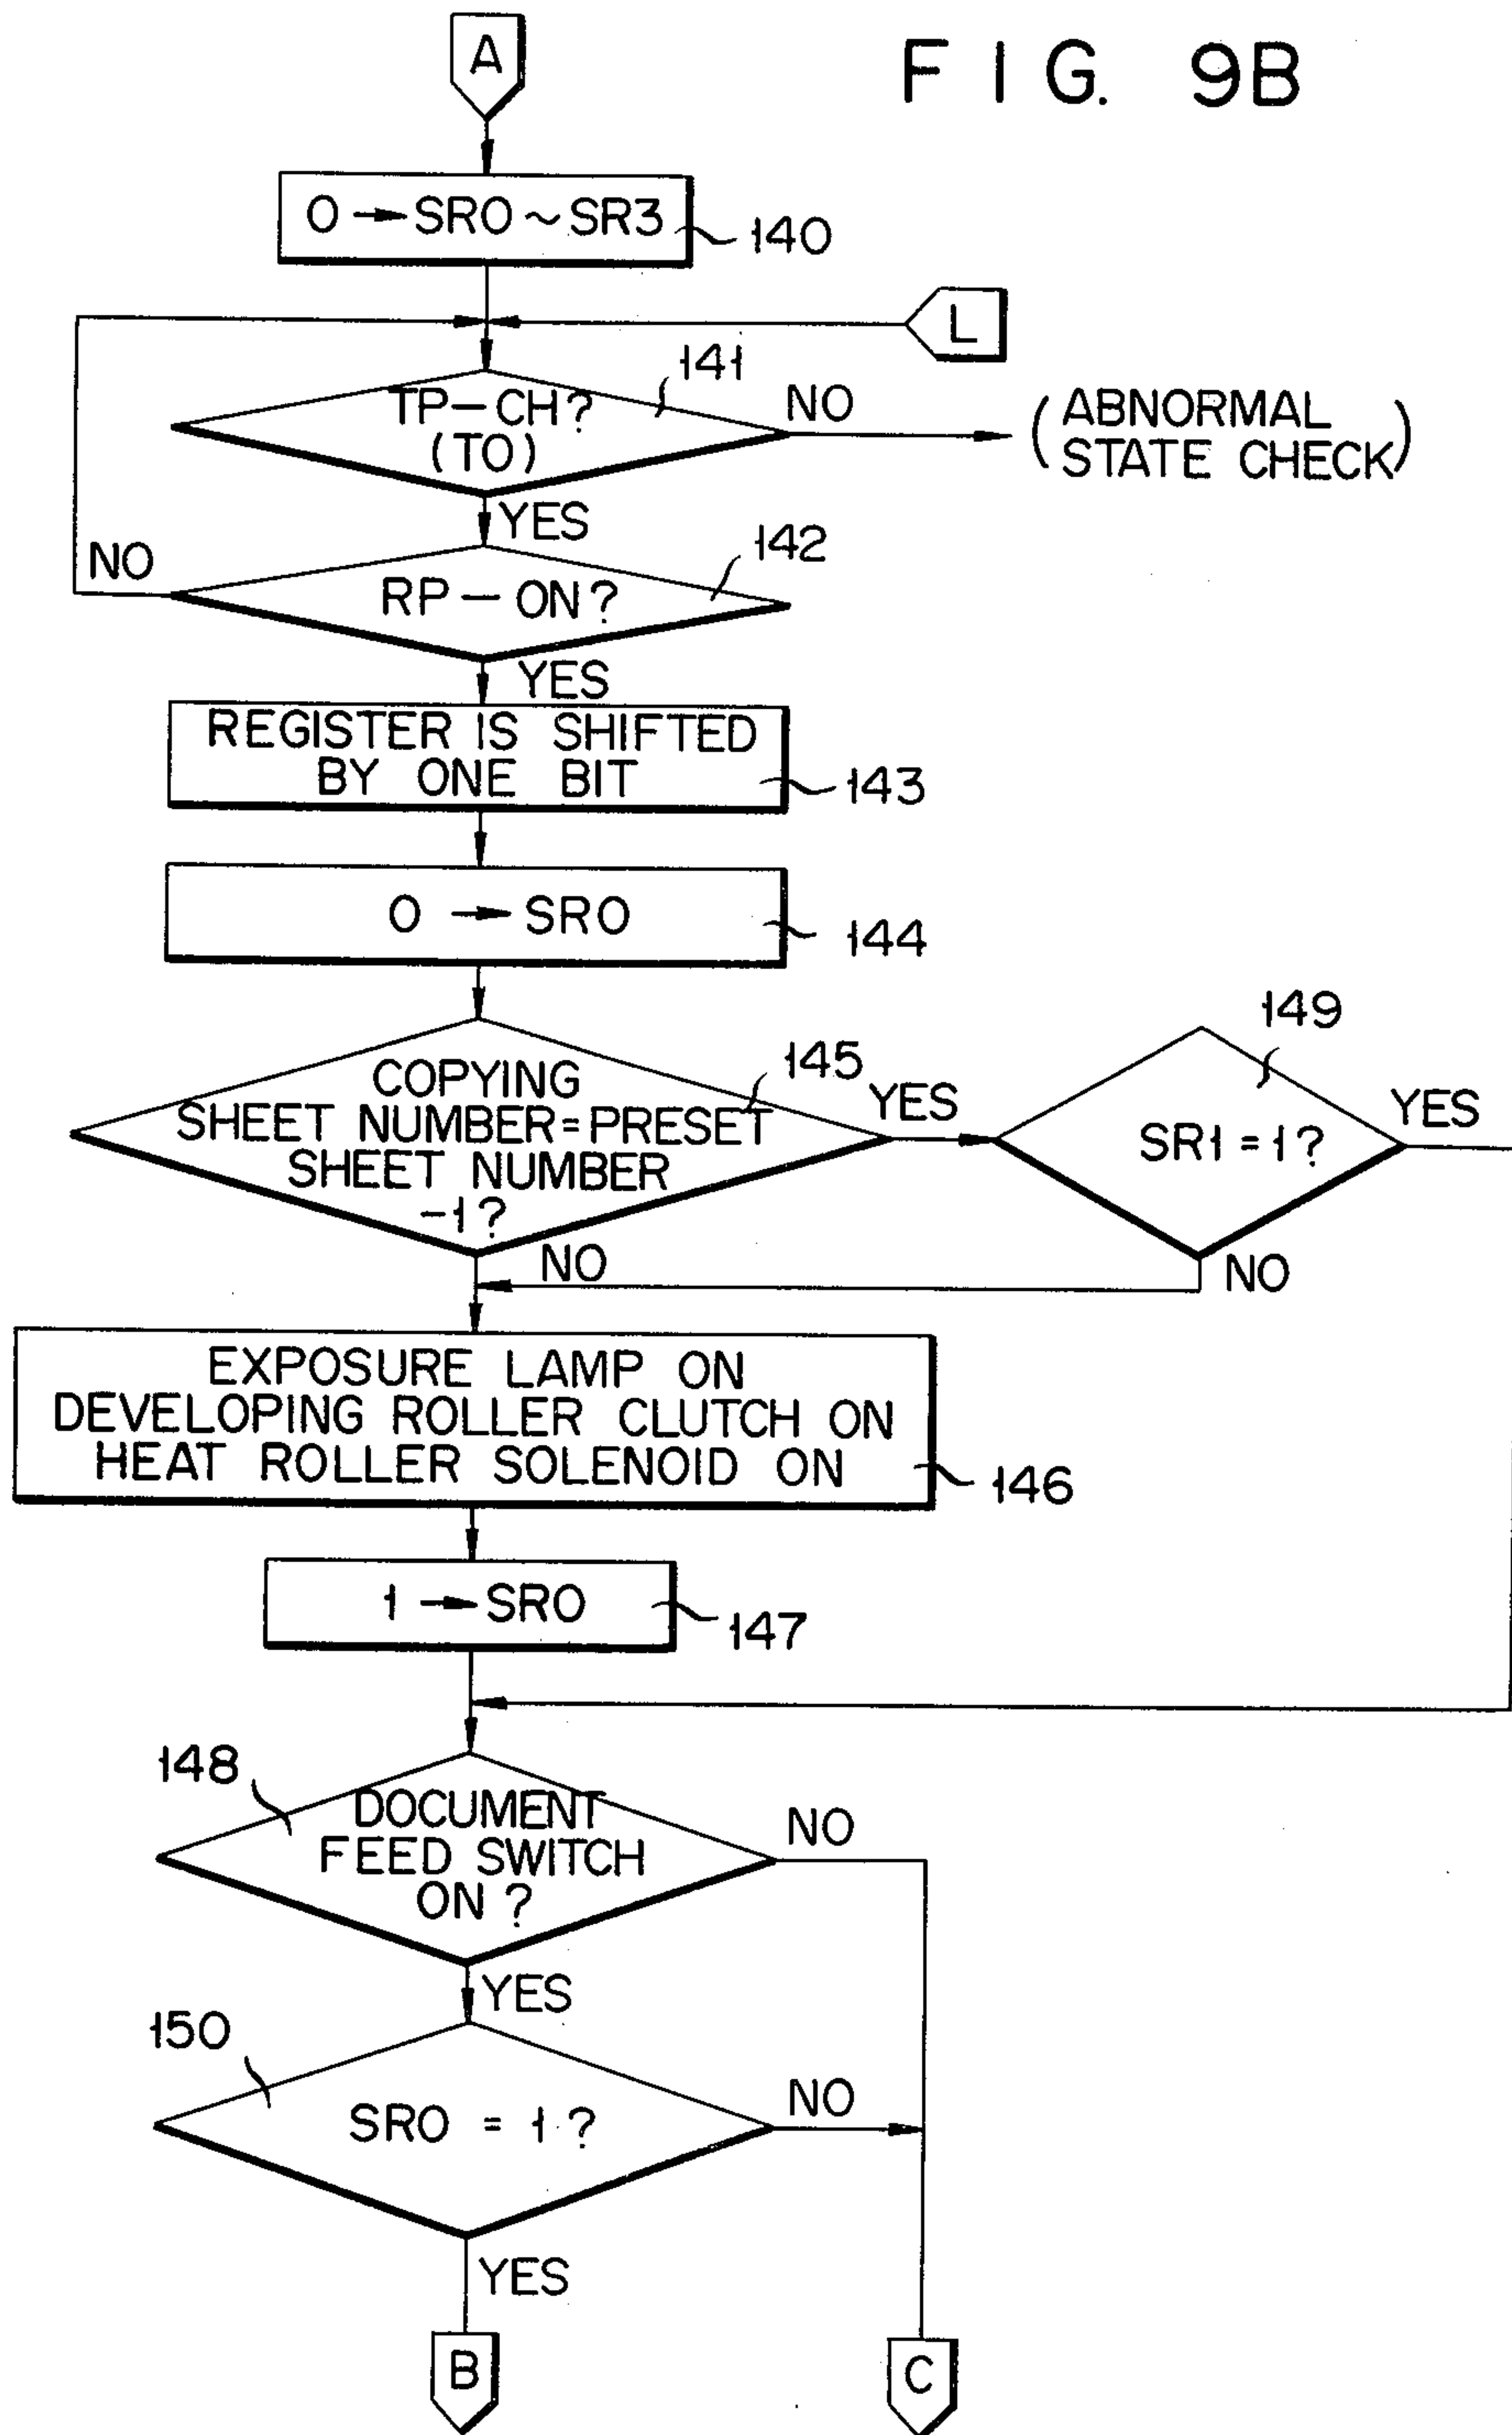 FIG. 9B
A
0 → SR0 ~ SR3
140
L
141
TP-CH?
(T0)
NO
(ABNORMAL
STATE CHECK)
YES
142
NO
RP-ON?
YES
REGISTER IS SHIFTED
BY ONE BIT
143
0 → SR0
144
149
145
COPYING
SHEET NUMBER=PRESET
SHEET NUMBER
-1?
YES
SR1=1?
YES
NO
NO
EXPOSURE LAMP ON
DEVELOPING ROLLER CLUTCH ON
HEAT ROLLER SOLENOID ON
146
1 → SR0
147
148
DOCUMENT
FEED SWITCH
ON?
NO
YES
150
SR0 = 1?
NO
YES
B
C